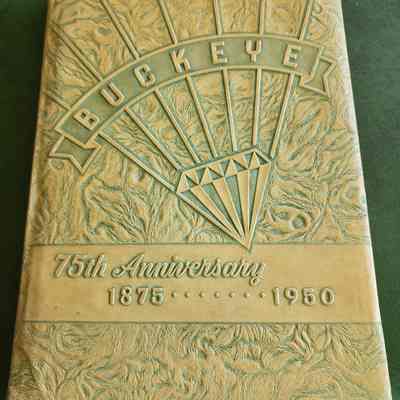 BUCKEYE
75th Anniversary
1875 · · · · · · · 1950